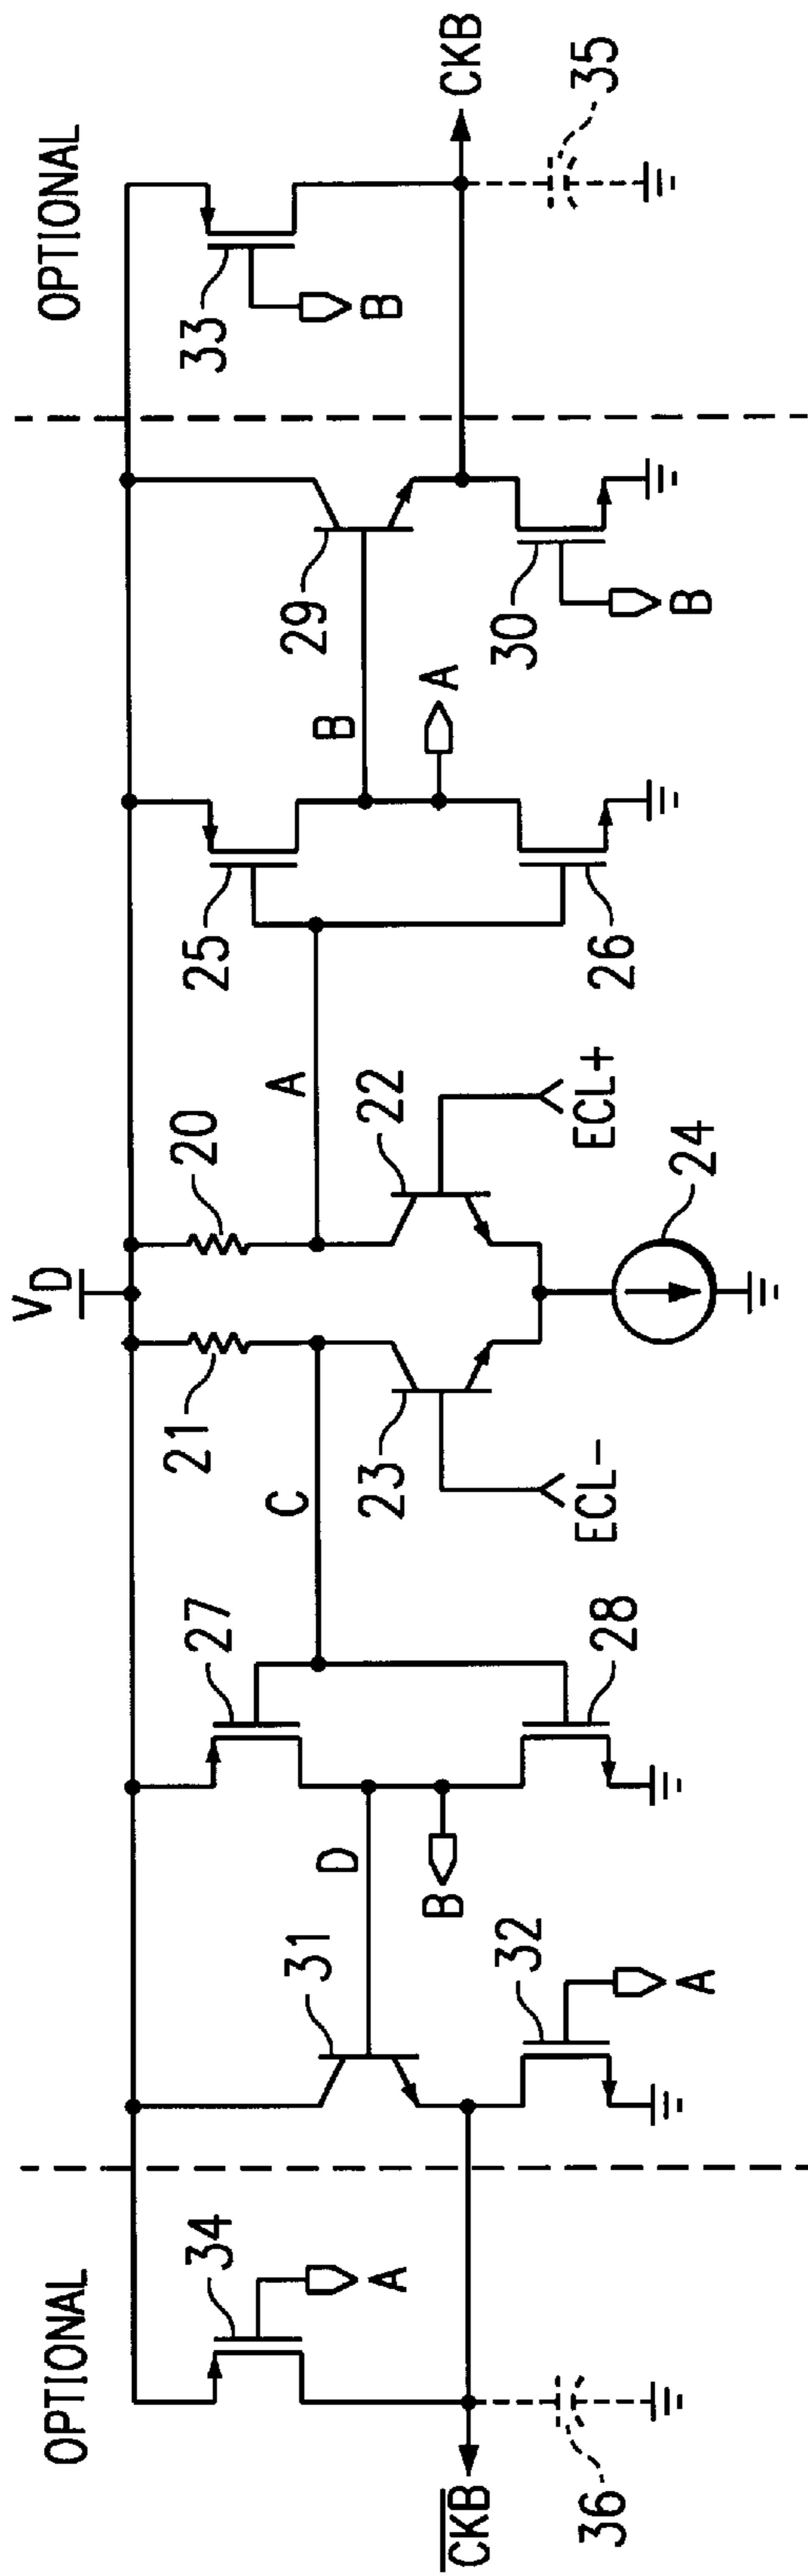 OPTIONAL
V_D
OPTIONAL
34
27
21
20
25
33
31
D
C
A
B
29
A
23
22
B
C̅K̅B̅
B
A
CKB
32
28
ECL−
ECL+
26
30
36
24
35
A
B